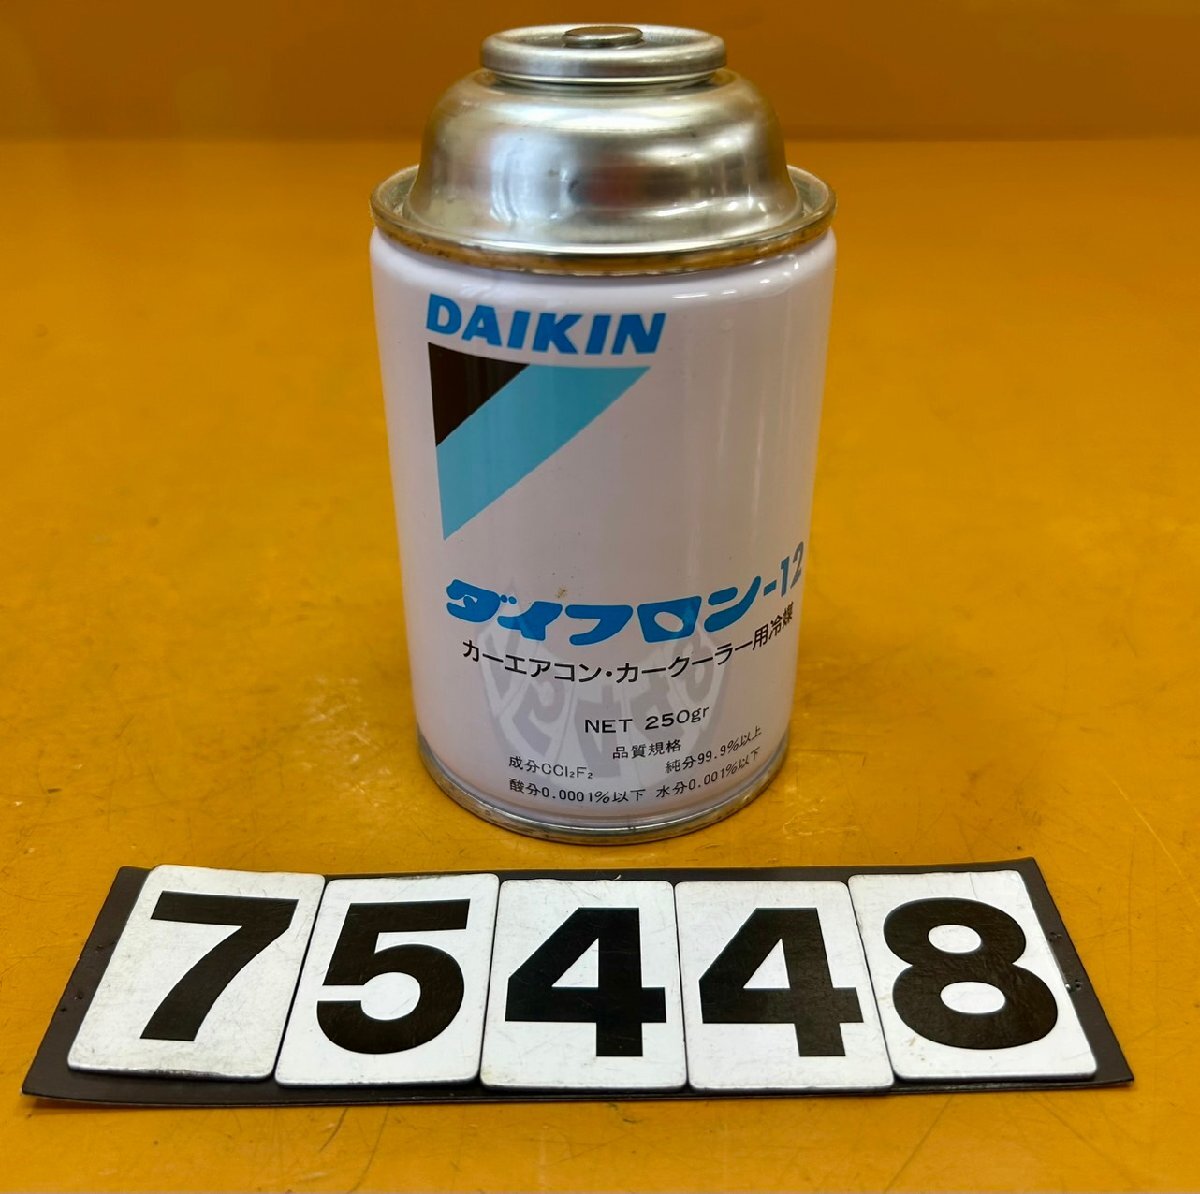 DAIKIN
ダイフロン-12
カーエアコン・カークーラー用冷媒
NET 250gr
品質規格
成分CCl₂F₂ 純分99.9%以上
酸分0.0001%以下 水分0.001%以下
75448